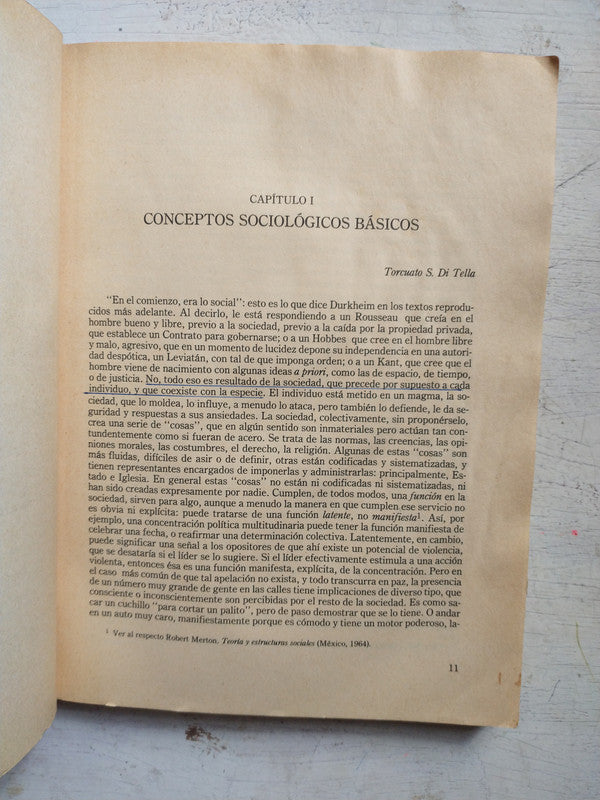 CAPÍTULO I
CONCEPTOS SOCIOLÓGICOS BÁSICOS
Torcuato S. Di Tella
"En el comienzo, era lo social": esto es lo que dice Durkheim en los textos reprodu-
cidos más adelante. Al decirlo, le está respondiendo a un Rousseau que creía en el
hombre bueno y libre, previo a la sociedad, previo a la caída por la propiedad privada,
que establece un Contrato para gobernarse; o a un Hobbes que cree en el hombre libre
y malo, agresivo, que en un momento de lucidez depone su independencia en una autori-
dad despótica, un Leviatán, con tal de que imponga orden; o a un Kant, que cree que el
hombre viene de nacimiento con algunas ideas a priori, como las de espacio, de tiempo,
o de justicia. No, todo eso es resultado de la sociedad, que precede por supuesto a cada
individuo, y que coexiste con la especie. El individuo está metido en un magma, la so-
ciedad, que lo moldea, lo influye, a menudo lo ataca, pero también lo defiende, le da se-
guridad y respuestas a sus ansiedades. La sociedad, colectivamente, sin proponérselo,
crea una serie de "cosas", que en algún sentido son inmateriales pero actúan tan con-
tundentemente como si fueran de acero. Se trata de las normas, las creencias, las opi-
niones morales, las costumbres, el derecho, la religión. Algunas de estas "cosas" son
más fluidas, difíciles de asir o de definir, otras están codificadas y sistematizadas, y
tienen representantes encargados de imponerlas y administrarlas: principalmente, Es-
tado e Iglesia. En general estas "cosas" no están ni codificadas ni sistematizadas, ni
han sido creadas expresamente por nadie. Cumplen, de todos modos, una función en la
sociedad, sirven para algo, aunque a menudo la manera en que cumplen ese servicio no
es obvia ni explícita: puede tratarse de una función latente, no manifiesta¹. Así, por
ejemplo, una concentración política multitudinaria puede tener la función manifiesta de
celebrar una fecha, o reafirmar una determinación colectiva. Latentemente, en cambio,
puede significar una señal a los opositores de que ahí existe un potencial de violencia,
que se desataría si el líder se lo sugiere. Si el líder efectivamente estimula a una acción
violenta, entonces ésa es una función manifiesta, explícita, de la concentración. Pero en
el caso más común de que tal apelación no exista, y todo transcurra en paz, la presencia
de un número muy grande de gente en las calles tiene implicaciones de diverso tipo, que
consciente o inconscientemente son percibidas por el resto de la sociedad. Es como sa-
car un cuchillo "para cortar un palito", pero de paso demostrar que se lo tiene. O andar
en un auto muy caro, manifiestamente porque es cómodo y tiene un motor poderoso, la-
¹ Ver al respecto Robert Merton, Teoría y estructuras sociales (México, 1964).
11